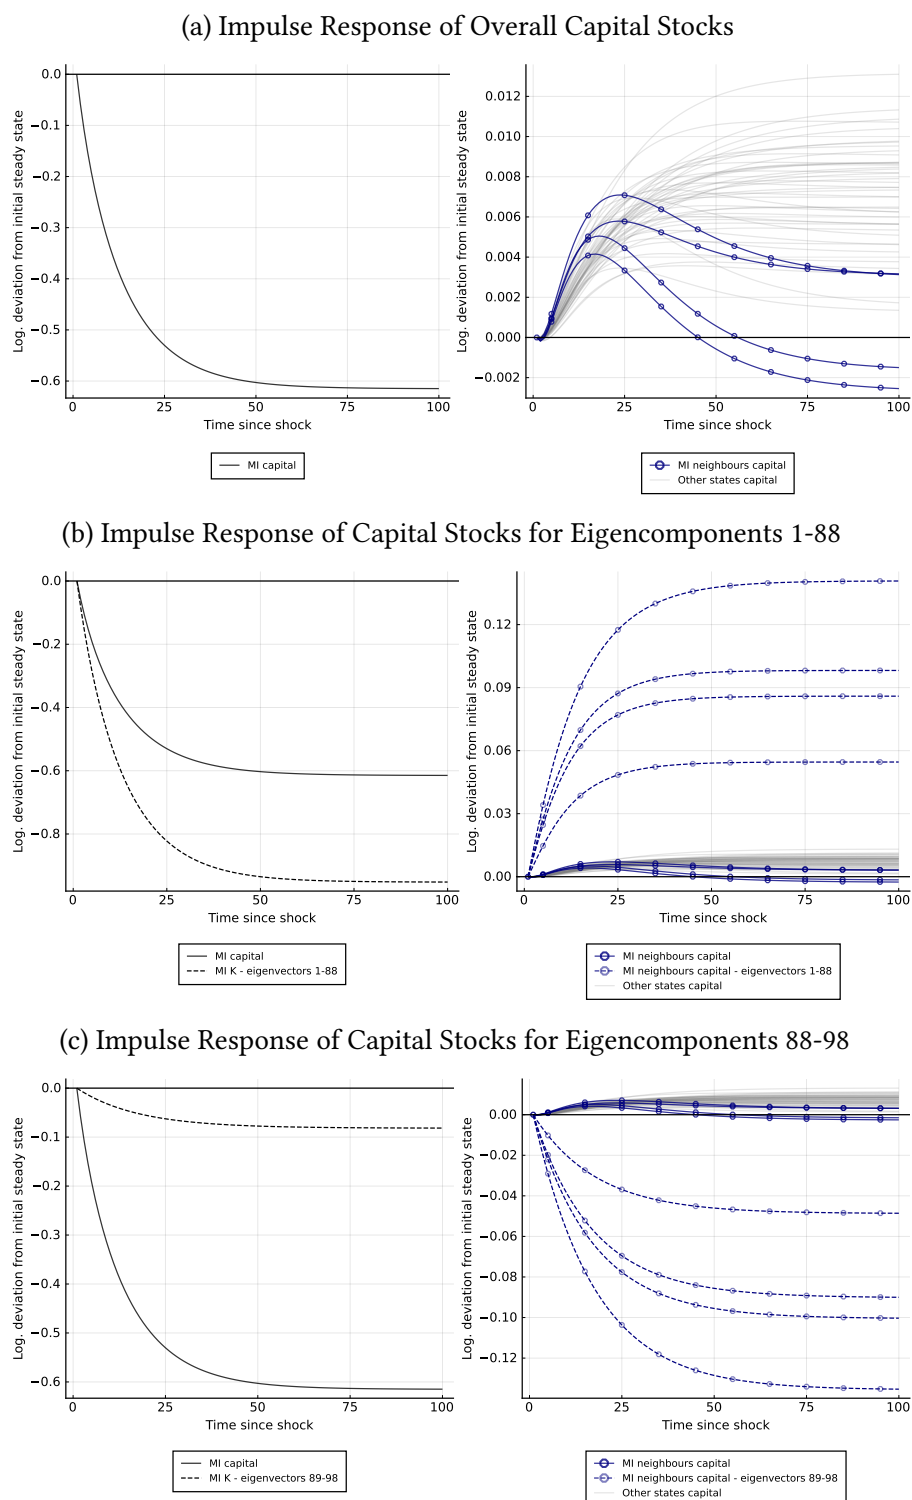 (a) Impulse Response of Overall Capital Stocks
Log. deviation from initial steady state
0.0
−0.1
−0.2
−0.3
−0.4
−0.5
−0.6
0 25 50 75 100
Time since shock
MI capital
Log. deviation from initial steady state
0.012
0.010
0.008
0.006
0.004
0.002
0.000
−0.002
0 25 50 75 100
Time since shock
MI neighbours capital
Other states capital
(b) Impulse Response of Capital Stocks for Eigencomponents 1-88
Log. deviation from initial steady state
0.0
−0.2
−0.4
−0.6
−0.8
0 25 50 75 100
Time since shock
MI capital
MI K - eigenvectors 1-88
Log. deviation from initial steady state
0.12
0.09
0.06
0.03
0.00
0 25 50 75 100
Time since shock
MI neighbours capital
MI neighbours capital - eigenvectors 1-88
Other states capital
(c) Impulse Response of Capital Stocks for Eigencomponents 88-98
Log. deviation from initial steady state
0.0
−0.1
−0.2
−0.3
−0.4
−0.5
−0.6
0 25 50 75 100
Time since shock
MI capital
MI K - eigenvectors 89-98
Log. deviation from initial steady state
0.00
−0.02
−0.04
−0.06
−0.08
−0.10
−0.12
0 25 50 75 100
Time since shock
MI neighbours capital
MI neighbours capital - eigenvectors 89-98
Other states capital